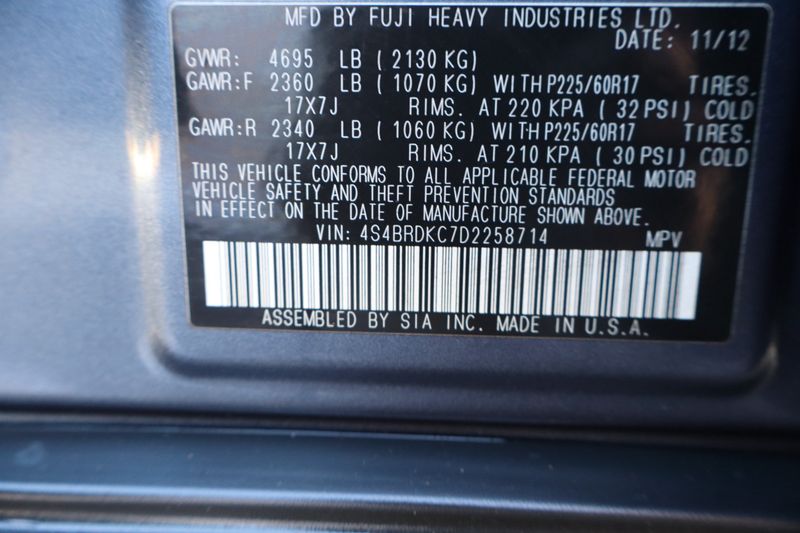 MFD BY FUJI HEAVY INDUSTRIES LTD.
DATE: 11/12
GVWR: 4695 LB (2130 KG)
GAWR:F 2360 LB (1070 KG) WITH P225/60R17 TIRES.
17X7J RIMS. AT 220 KPA (32 PSI) COLD
GAWR:R 2340 LB (1060 KG) WITH P225/60R17 TIRES.
17X7J RIMS. AT 210 KPA (30 PSI) COLD
THIS VEHICLE CONFORMS TO ALL APPLICABLE FEDERAL MOTOR
VEHICLE SAFETY AND THEFT PREVENTION STANDARDS
IN EFFECT ON THE DATE OF MANUFACTURE SHOWN ABOVE.
VIN: 4S4BRDKC7D2258714 MPV
ASSEMBLED BY SIA INC. MADE IN U.S.A.